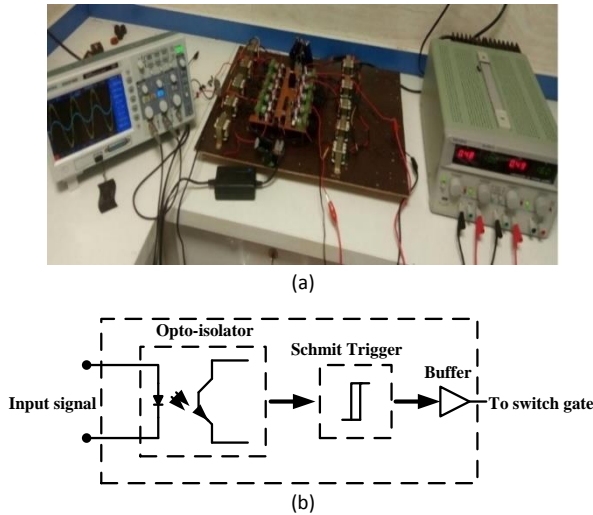 (a)
Opto-isolator
Schmit Trigger
Buffer
Input signal
To switch gate
(b)